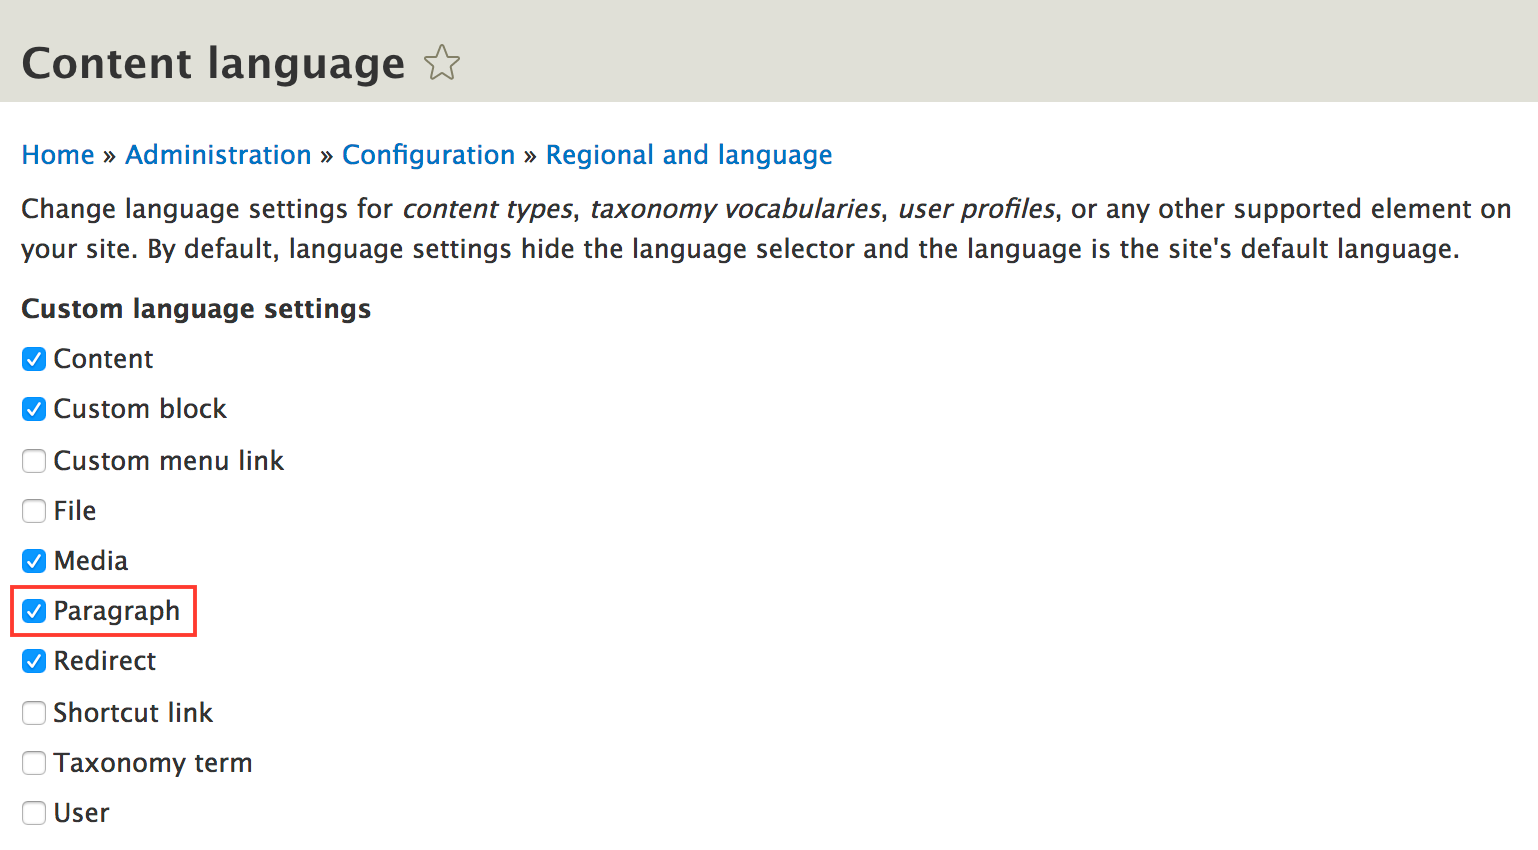 Content language
Home » Administration » Configuration » Regional and language
Change language settings for content types, taxonomy vocabularies, user profiles, or any other supported element on
your site. By default, language settings hide the language selector and the language is the site's default language.
Custom language settings
Content
Custom block
Custom menu link
File
Media
Paragraph
Redirect
Shortcut link
Taxonomy term
User